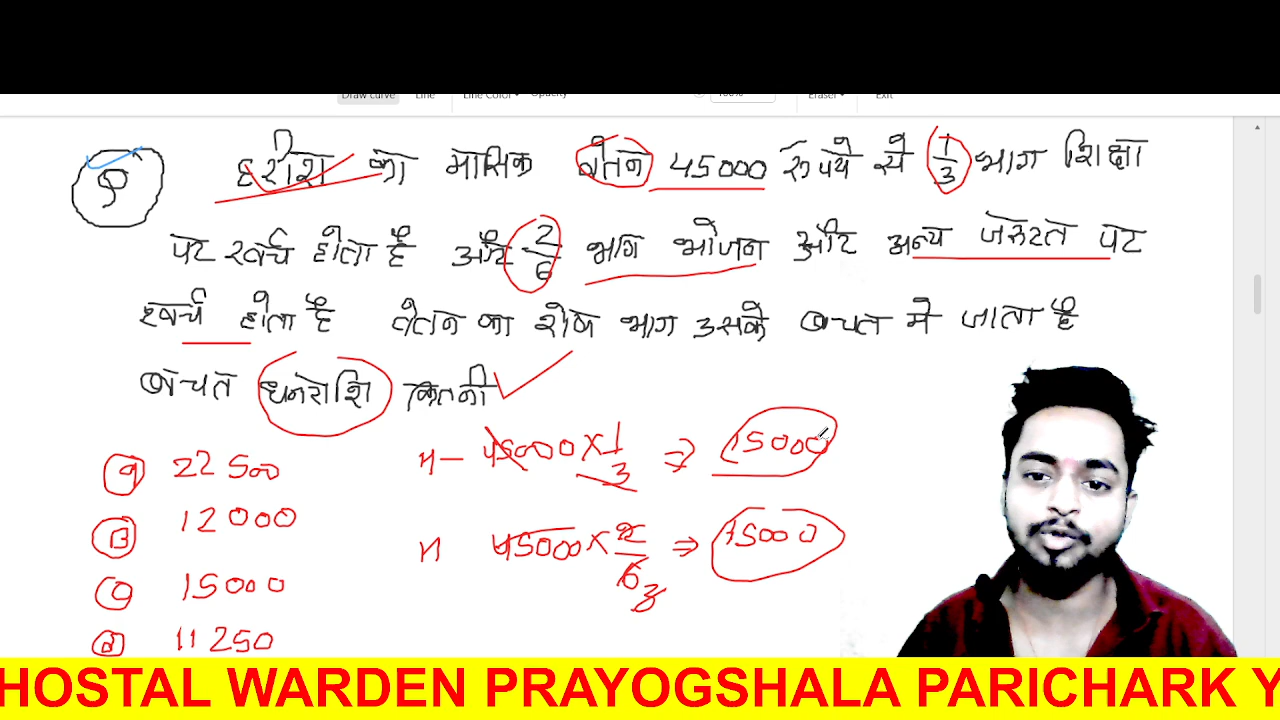 Draw curve Line Line Color Opacity 100% Eraser Exit
9 हरीश का मासिक वेतन 45000 रुपये से 1/3 भाग शिक्षा
पर खर्च होता है और 2/6 भाग भोजन और अन्य जरूरत पर
खर्च होता है वेतन का शेष भाग उसके बचत मे जाता है
बचत धनराशि कितनी
22500
45000 × 1/3 ⇒ 15000
B 12000
45000 × 2/6 3 ⇒ 15000
C 15000
d 11250
HOSTAL WARDEN PRAYOGSHALA PARICHARK Y